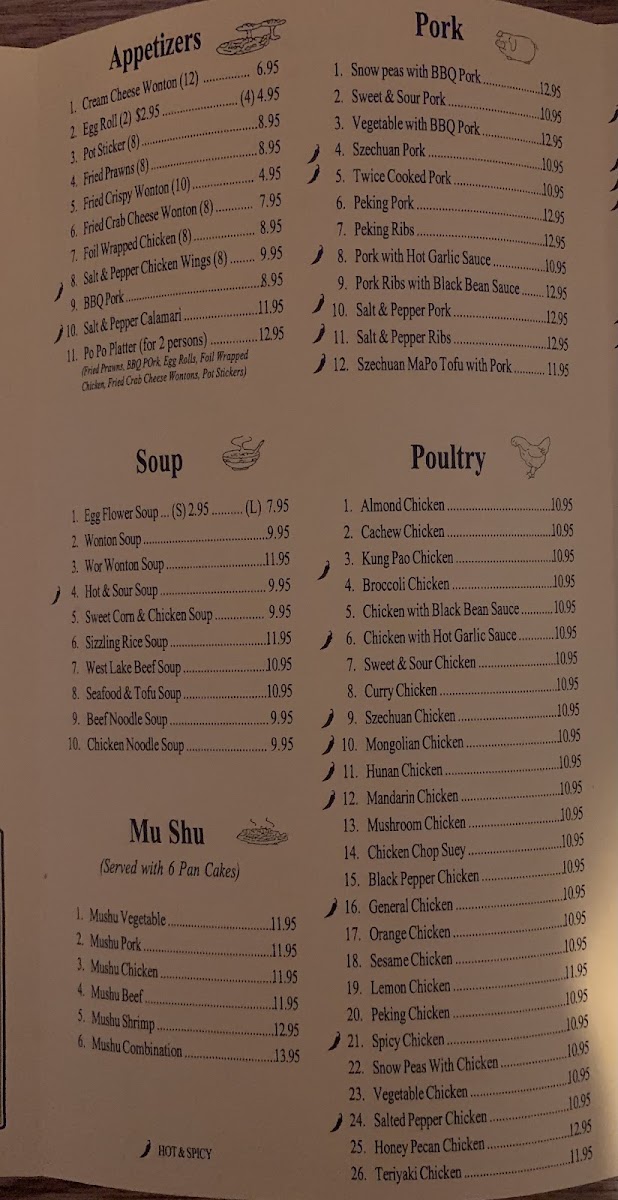 Appetizers
1. Cream Cheese Wonton (12) .............. 6.95
2. Egg Roll (2) $2.95 ...................... (4) 4.95
3. Pot Sticker (8) .................................. 8.95
4. Fried Prawns (8) ............................... 8.95
5. Fried Crispy Wonton (10) .................. 4.95
6. Fried Crab Cheese Wonton (8) ........... 7.95
7. Foil Wrapped Chicken (8) .................. 8.95
8. Salt & Pepper Chicken Wings (8) ....... 9.95
9. BBQ Pork ....................................... 8.95
10. Salt & Pepper Calamari .................... 11.95
11. Po Po Platter (for 2 persons) ............. 12.95
(Fried Prawns, BBQ POrk, Egg Rolls, Foil Wrapped
Chicken, Fried Crab Cheese Wontons, Pot Stickers)
Soup
1. Egg Flower Soup ... (S) 2.95 .......... (L) 7.95
2. Wonton Soup .................................... 9.95
3. Wor Wonton Soup ............................. 11.95
4. Hot & Sour Soup ............................... 9.95
5. Sweet Corn & Chicken Soup ............... 9.95
6. Sizzling Rice Soup ............................ 11.95
7. West Lake Beef Soup ......................... 10.95
8. Seafood & Tofu Soup ......................... 10.95
9. Beef Noodle Soup .............................. 9.95
10. Chicken Noodle Soup ........................ 9.95
Mu Shu
(Served with 6 Pan Cakes)
1. Mushu Vegetable .............................. 11.95
2. Mushu Pork ..................................... 11.95
3. Mushu Chicken ................................ 11.95
4. Mushu Beef ..................................... 11.95
5. Mushu Shrimp .................................. 12.95
6. Mushu Combination .......................... 13.95
HOT & SPICY
Pork
1. Snow peas with BBQ Pork .................. 12.95
2. Sweet & Sour Pork ............................ 10.95
3. Vegetable with BBQ Pork ................... 12.95
4. Szechuan Pork .................................. 10.95
5. Twice Cooked Pork ........................... 10.95
6. Peking Pork ..................................... 12.95
7. Peking Ribs ..................................... 12.95
8. Pork with Hot Garlic Sauce ................ 10.95
9. Pork Ribs with Black Bean Sauce ....... 12.95
10. Salt & Pepper Pork .......................... 12.95
11. Salt & Pepper Ribs .......................... 12.95
12. Szechuan MaPo Tofu with Pork .......... 11.95
Poultry
1. Almond Chicken ............................... 10.95
2. Cachew Chicken ............................... 10.95
3. Kung Pao Chicken ............................. 10.95
4. Broccoli Chicken .............................. 10.95
5. Chicken with Black Bean Sauce .......... 10.95
6. Chicken with Hot Garlic Sauce ........... 10.95
7. Sweet & Sour Chicken ....................... 10.95
8. Curry Chicken .................................. 10.95
9. Szechuan Chicken ............................. 10.95
10. Mongolian Chicken .......................... 10.95
11. Hunan Chicken ................................ 10.95
12. Mandarin Chicken ............................ 10.95
13. Mushroom Chicken .......................... 10.95
14. Chicken Chop Suey .......................... 10.95
15. Black Pepper Chicken ....................... 10.95
16. General Chicken .............................. 10.95
17. Orange Chicken ............................... 10.95
18. Sesame Chicken ............................... 10.95
19. Lemon Chicken ................................ 11.95
20. Peking Chicken ................................ 10.95
21. Spicy Chicken .................................. 10.95
22. Snow Peas With Chicken ................... 10.95
23. Vegetable Chicken ............................ 10.95
24. Salted Pepper Chicken ....................... 10.95
25. Honey Pecan Chicken ........................ 12.95
26. Teriyaki Chicken .............................. 11.95